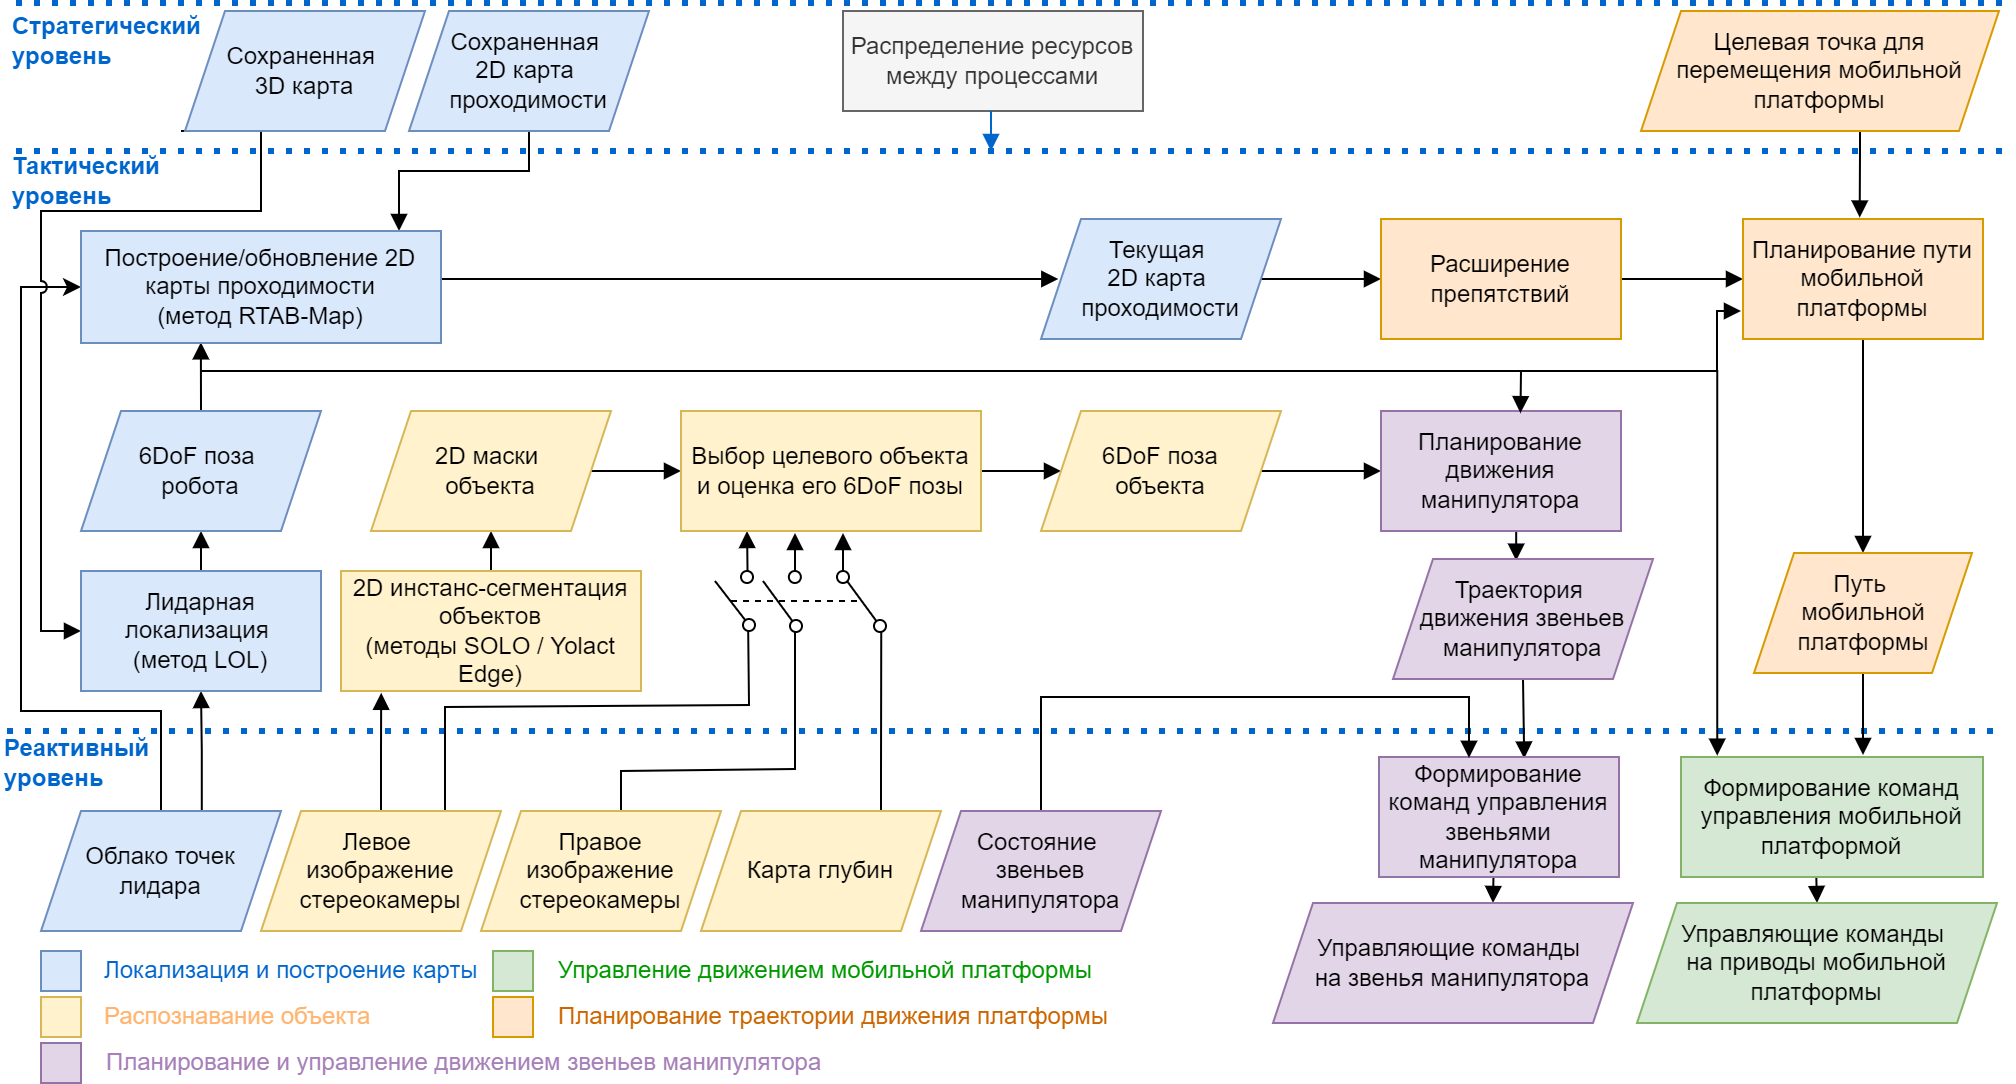 Стратегический
уровень
Сохраненная
3D карта
Сохраненная
2D карта
проходимости
Распределение ресурсов
между процессами
Целевая точка для
перемещения мобильной
платформы
Тактический
уровень
Построение/обновление 2D
карты проходимости
(метод RTAB-Map)
Текущая
2D карта
проходимости
Расширение
препятствий
Планирование пути
мобильной
платформы
6DoF поза
робота
2D маски
объекта
Выбор целевого объекта
и оценка его 6DoF позы
6DoF поза
объекта
Планирование
движения
манипулятора
Лидарная
локализация
(метод LOL)
2D инстанс-сегментация
объектов
(методы SOLO / Yolact
Edge)
Траектория
движения звеньев
манипулятора
Путь
мобильной
платформы
Реактивный
уровень
Облако точек
лидара
Левое
изображение
стереокамеры
Правое
изображение
стереокамеры
Карта глубин
Состояние
звеньев
манипулятора
Формирование
команд управления
звеньями
манипулятора
Формирование команд
управления мобильной
платформой
Управляющие команды
на звенья манипулятора
Управляющие команды
на приводы мобильной
платформы
Локализация и построение карты
Управление движением мобильной платформы
Распознавание объекта
Планирование траектории движения платформы
Планирование и управление движением звеньев манипулятора